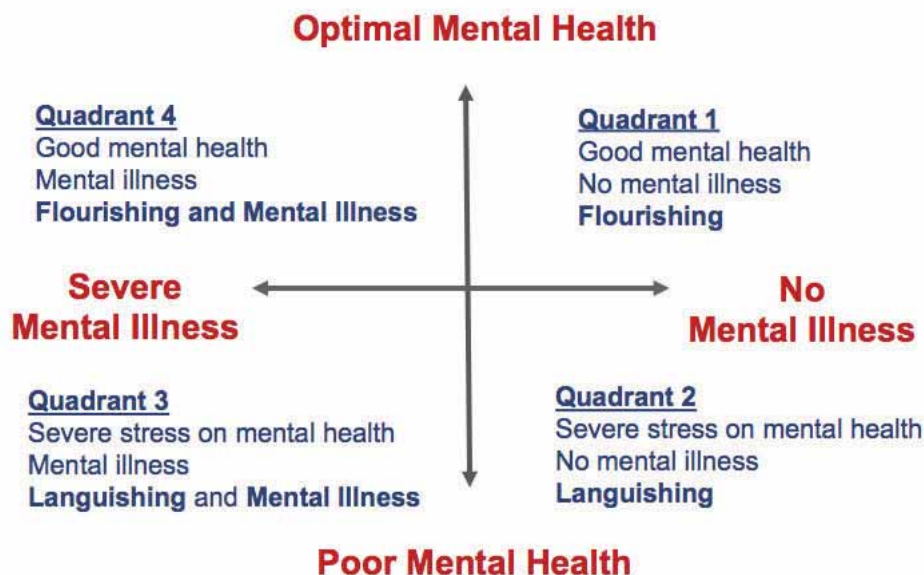 Optimal Mental Health
Quadrant 4
Good mental health
Mental illness
Flourishing and Mental Illness
Quadrant 1
Good mental health
No mental illness
Flourishing
Severe
Mental Illness
No
Mental Illness
Quadrant 3
Severe stress on mental health
Mental illness
Languishing and Mental Illness
Quadrant 2
Severe stress on mental health
No mental illness
Languishing
Poor Mental Health